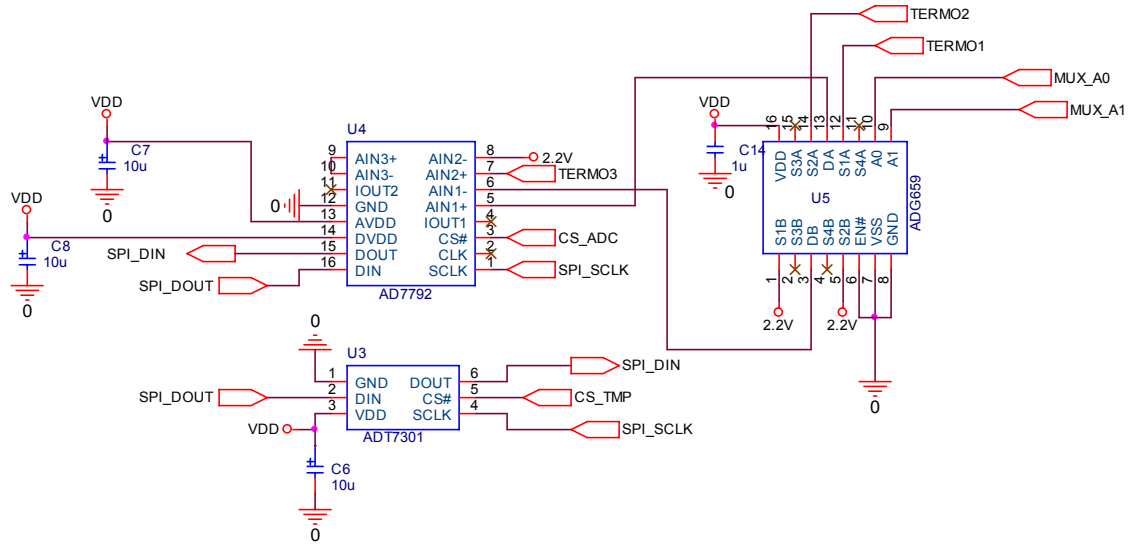 TERMO2
TERMO1
MUX_A0
MUX_A1
VDD
C7
10u
0
VDD
C8
10u
0
U4
9 AIN3+ AIN2- 8 2.2V
10 AIN3- AIN2+ 7 TERMO3
11 IOUT2 AIN1- 6
0 12 GND AIN1+ 5
13 AVDD IOUT1 4
14 DVDD CS# 3 CS_ADC
SPI_DIN 15 DOUT CLK 2
SPI_DOUT 16 DIN SCLK 1 SPI_SCLK
AD7792
VDD
C14
1u
0
16 15 14 13 12 11 10 9
VDD S3A S2A DA S1A S4A A0 A1
U5
ADG659
S1B S3B DB S4B S2B EN# VSS GND
1 2 3 4 5 6 7 8
2.2V 2.2V
0
0
U3
1 GND DOUT 6 SPI_DIN
SPI_DOUT 2 DIN CS# 5 CS_TMP
3 VDD SCLK 4 SPI_SCLK
VDD
ADT7301
C6
10u
0